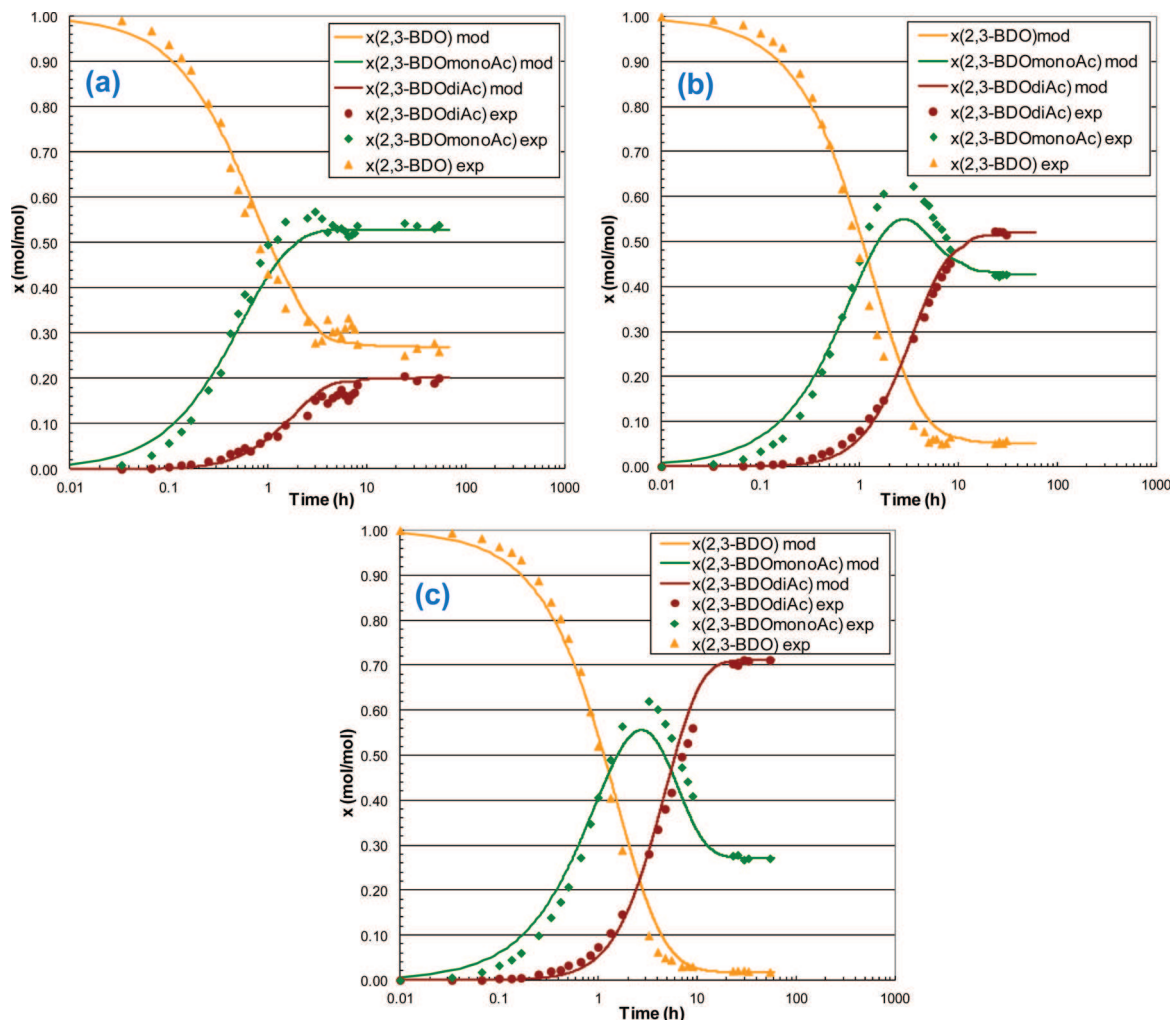 (a)
x (mol/mol)
1.00
0.90
0.80
0.70
0.60
0.50
0.40
0.30
0.20
0.10
0.00
x(2,3-BDO) mod
x(2,3-BDOmonoAc) mod
x(2,3-BDOdiAc) mod
x(2,3-BDOdiAc) exp
x(2,3-BDOmonoAc) exp
x(2,3-BDO) exp
0.01 0.1 1 10 100 1000
Time (h)
(b)
x (mol/mol)
1.00
0.90
0.80
0.70
0.60
0.50
0.40
0.30
0.20
0.10
0.00
x(2,3-BDO)mod
x(2,3-BDOmonoAc) mod
x(2,3-BDOdiAc) mod
x(2,3-BDOdiAc) exp
x(2,3-BDOmonoAc) exp
x(2,3-BDO) exp
0.01 0.1 1 10 100 1000
Time (h)
(c)
x (mol/mol)
1.00
0.90
0.80
0.70
0.60
0.50
0.40
0.30
0.20
0.10
0.00
x(2,3-BDO) mod
x(2,3-BDOmonoAc) mod
x(2,3-BDOdiAc) mod
x(2,3-BDOdiAc) exp
x(2,3-BDOmonoAc) exp
x(2,3-BDO) exp
0.01 0.1 1 10 100 1000
Time (h)